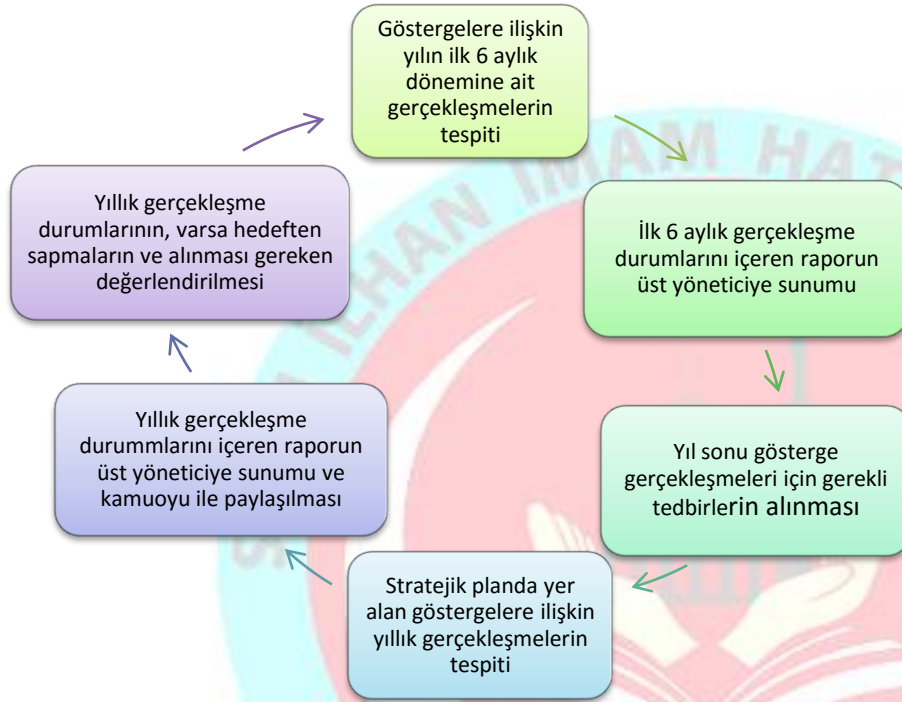 Göstergelere ilişkin
yılın ilk 6 aylık
dönemine ait
gerçekleşmelerin
tespiti
İlk 6 aylık gerçekleşme
durumlarını içeren raporun
üst yöneticiye sunumu
Yıl sonu gösterge
gerçekleşmeleri için gerekli
tedbirlerin alınması
Stratejik planda yer
alan göstergelere ilişkin
yıllık gerçekleşmelerin
tespiti
Yıllık gerçekleşme
durummlarını içeren raporun
üst yöneticiye sunumu ve
kamuoyu ile paylaşılması
Yıllık gerçekleşme
durumlarının, varsa hedeften
sapmaların ve alınması gereken
değerlendirilmesi
İLHAN İMAM HAT